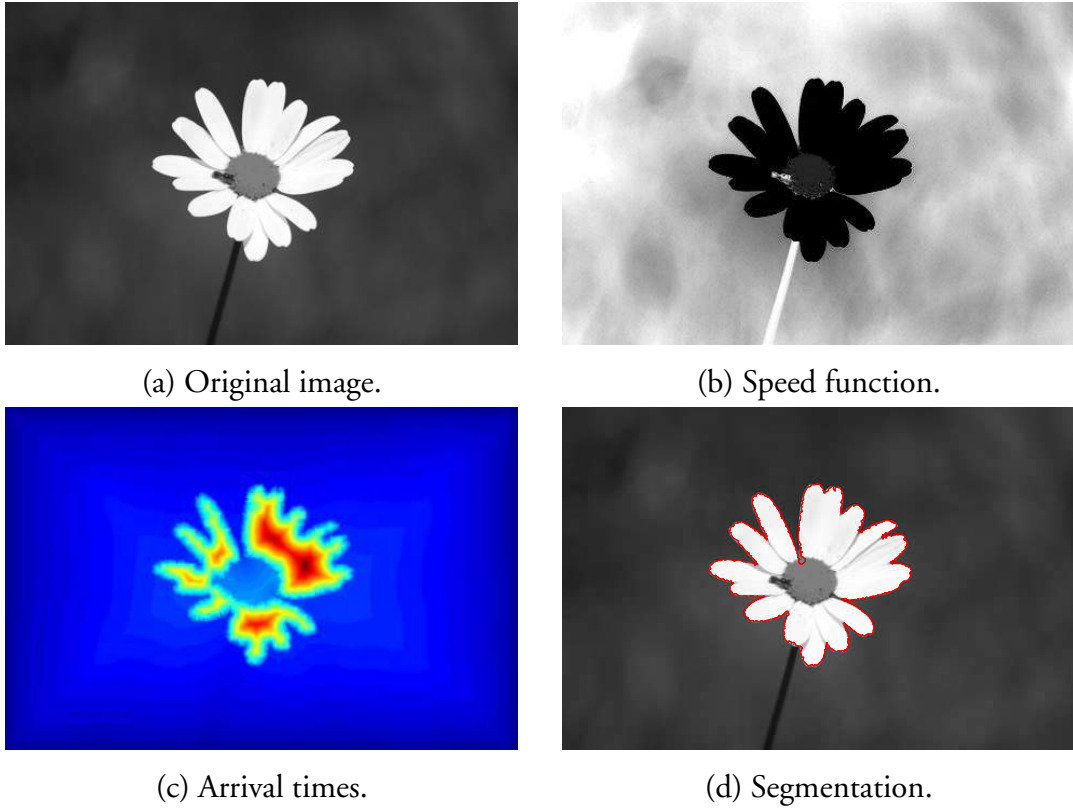 (a) Original image.
(b) Speed function.
(c) Arrival times.
(d) Segmentation.